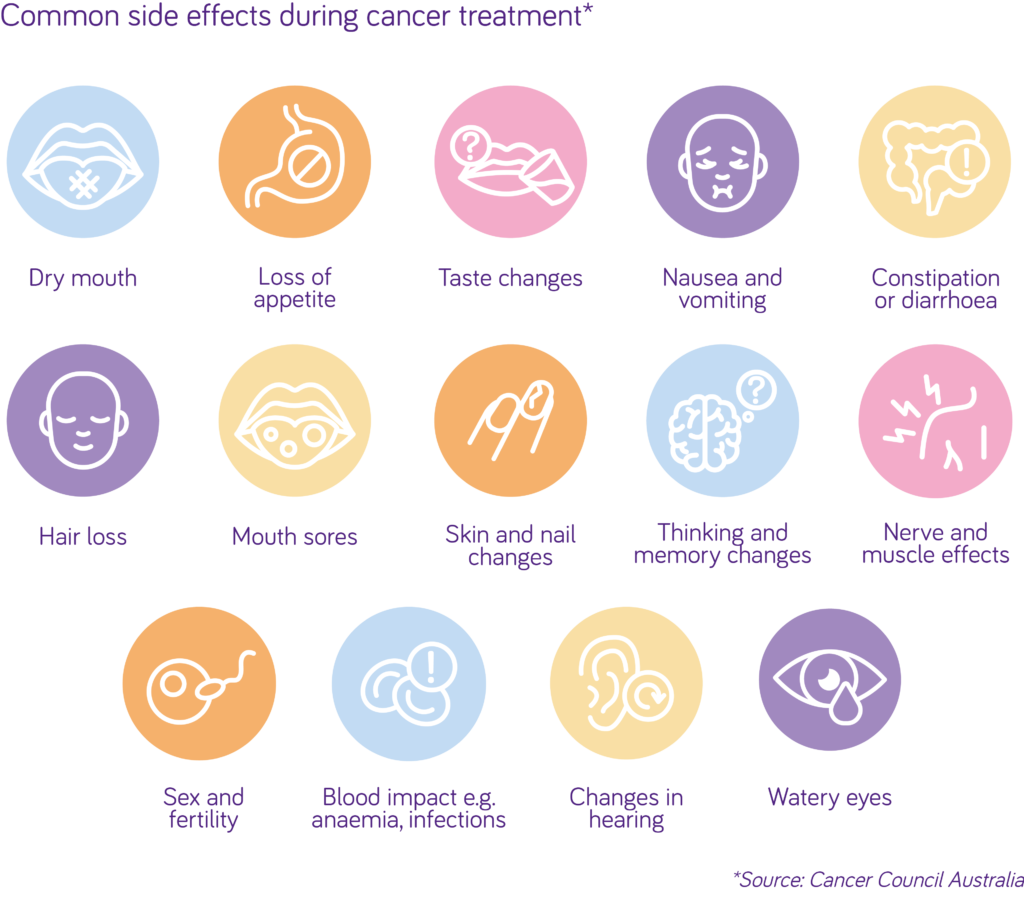 Common side effects during cancer treatment*
Dry mouth
Loss of
appetite
Taste changes
Nausea and
vomiting
Constipation
or diarrhoea
Hair loss
Mouth sores
Skin and nail
changes
Thinking and
memory changes
Nerve and
muscle effects
Sex and
fertility
Blood impact e.g.
anaemia, infections
Changes in
hearing
Watery eyes
*Source: Cancer Council Australia